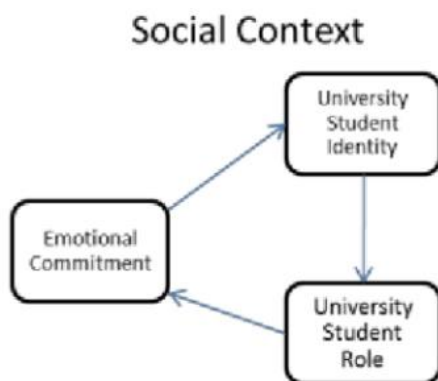 Social Context
University
Student
Identity
Emotional
Commitment
University
Student
Role